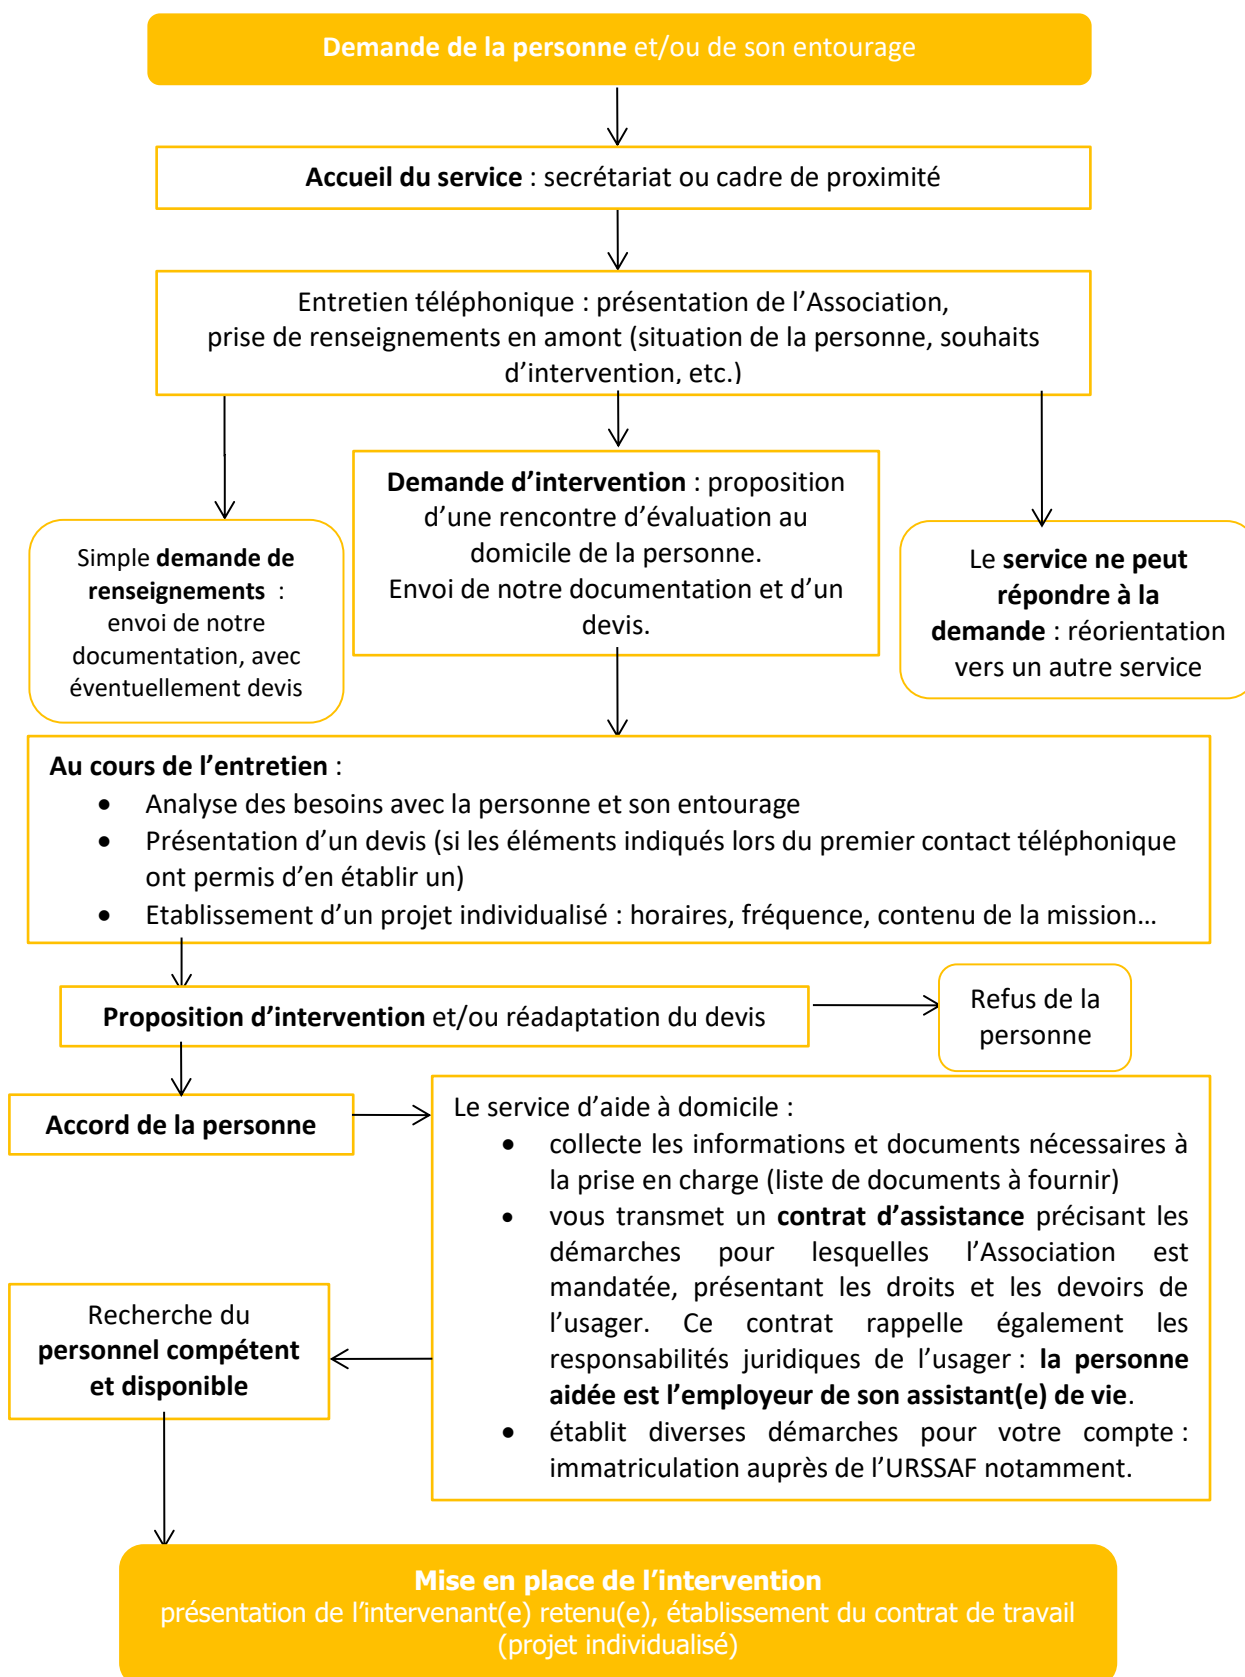 Demande de la personne et/ou de son entourage
Accueil du service : secrétariat ou cadre de proximité
Entretien téléphonique : présentation de l’Association,
prise de renseignements en amont (situation de la personne, souhaits
d’intervention, etc.)
Simple demande de
renseignements :
envoi de notre
documentation, avec
éventuellement devis
Demande d’intervention : proposition
d’une rencontre d’évaluation au
domicile de la personne.
Envoi de notre documentation et d’un
devis.
Le service ne peut
répondre à la
demande : réorientation
vers un autre service
Au cours de l’entretien :
• Analyse des besoins avec la personne et son entourage
• Présentation d’un devis (si les éléments indiqués lors du premier contact téléphonique
ont permis d’en établir un)
• Etablissement d’un projet individualisé : horaires, fréquence, contenu de la mission…
Proposition d’intervention et/ou réadaptation du devis
Refus de la
personne
Accord de la personne
Le service d’aide à domicile :
• collecte les informations et documents nécessaires à
la prise en charge (liste de documents à fournir)
• vous transmet un contrat d’assistance précisant les
démarches pour lesquelles l’Association est
mandatée, présentant les droits et les devoirs de
l’usager. Ce contrat rappelle également les
responsabilités juridiques de l’usager : la personne
aidée est l’employeur de son assistant(e) de vie.
• établit diverses démarches pour votre compte :
immatriculation auprès de l’URSSAF notamment.
Recherche du
personnel compétent
et disponible
Mise en place de l’intervention
présentation de l’intervenant(e) retenu(e), établissement du contrat de travail
(projet individualisé)